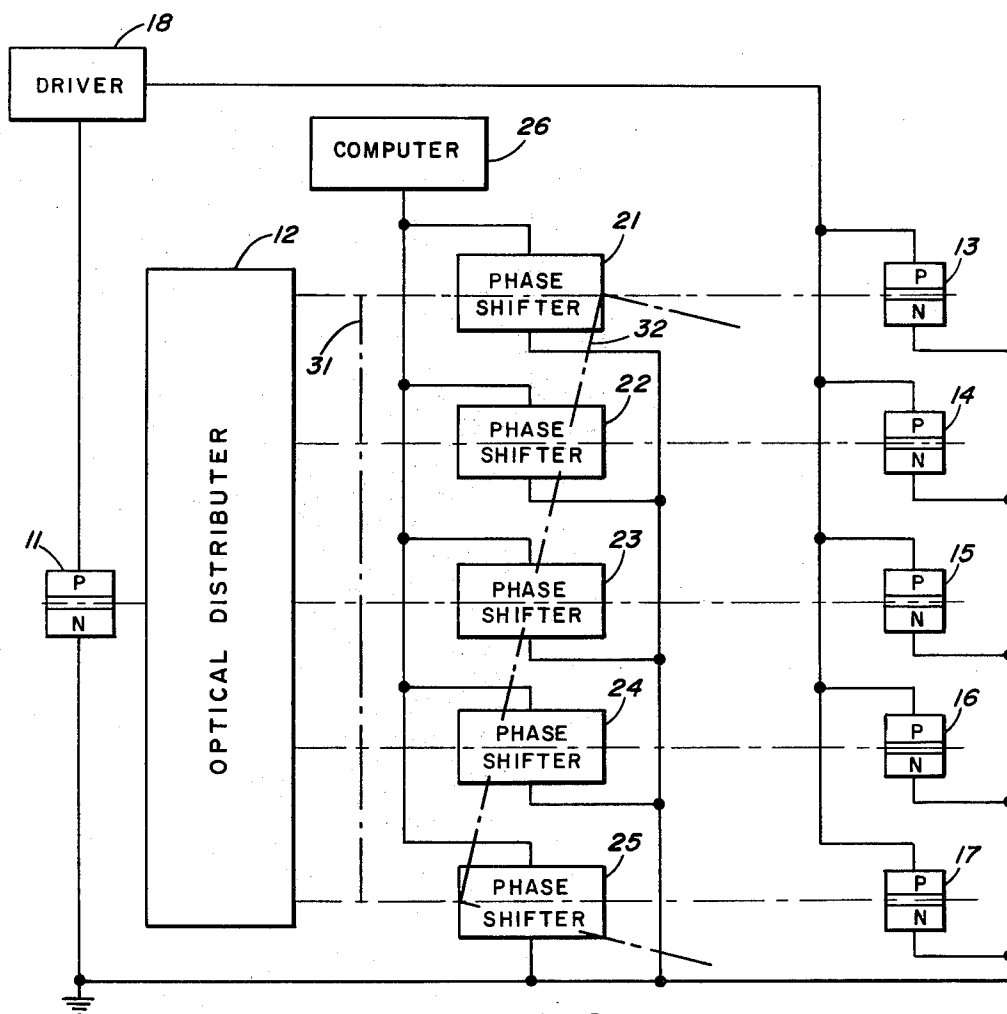 18
DRIVER
COMPUTER
26
12
21
PHASE
SHIFTER
13
P
N
31
32
22
PHASE
SHIFTER
14
P
N
OPTICAL DISTRIBUTER
11
P
N
23
PHASE
SHIFTER
15
P
N
24
PHASE
SHIFTER
16
P
N
25
PHASE
SHIFTER
17
P
N